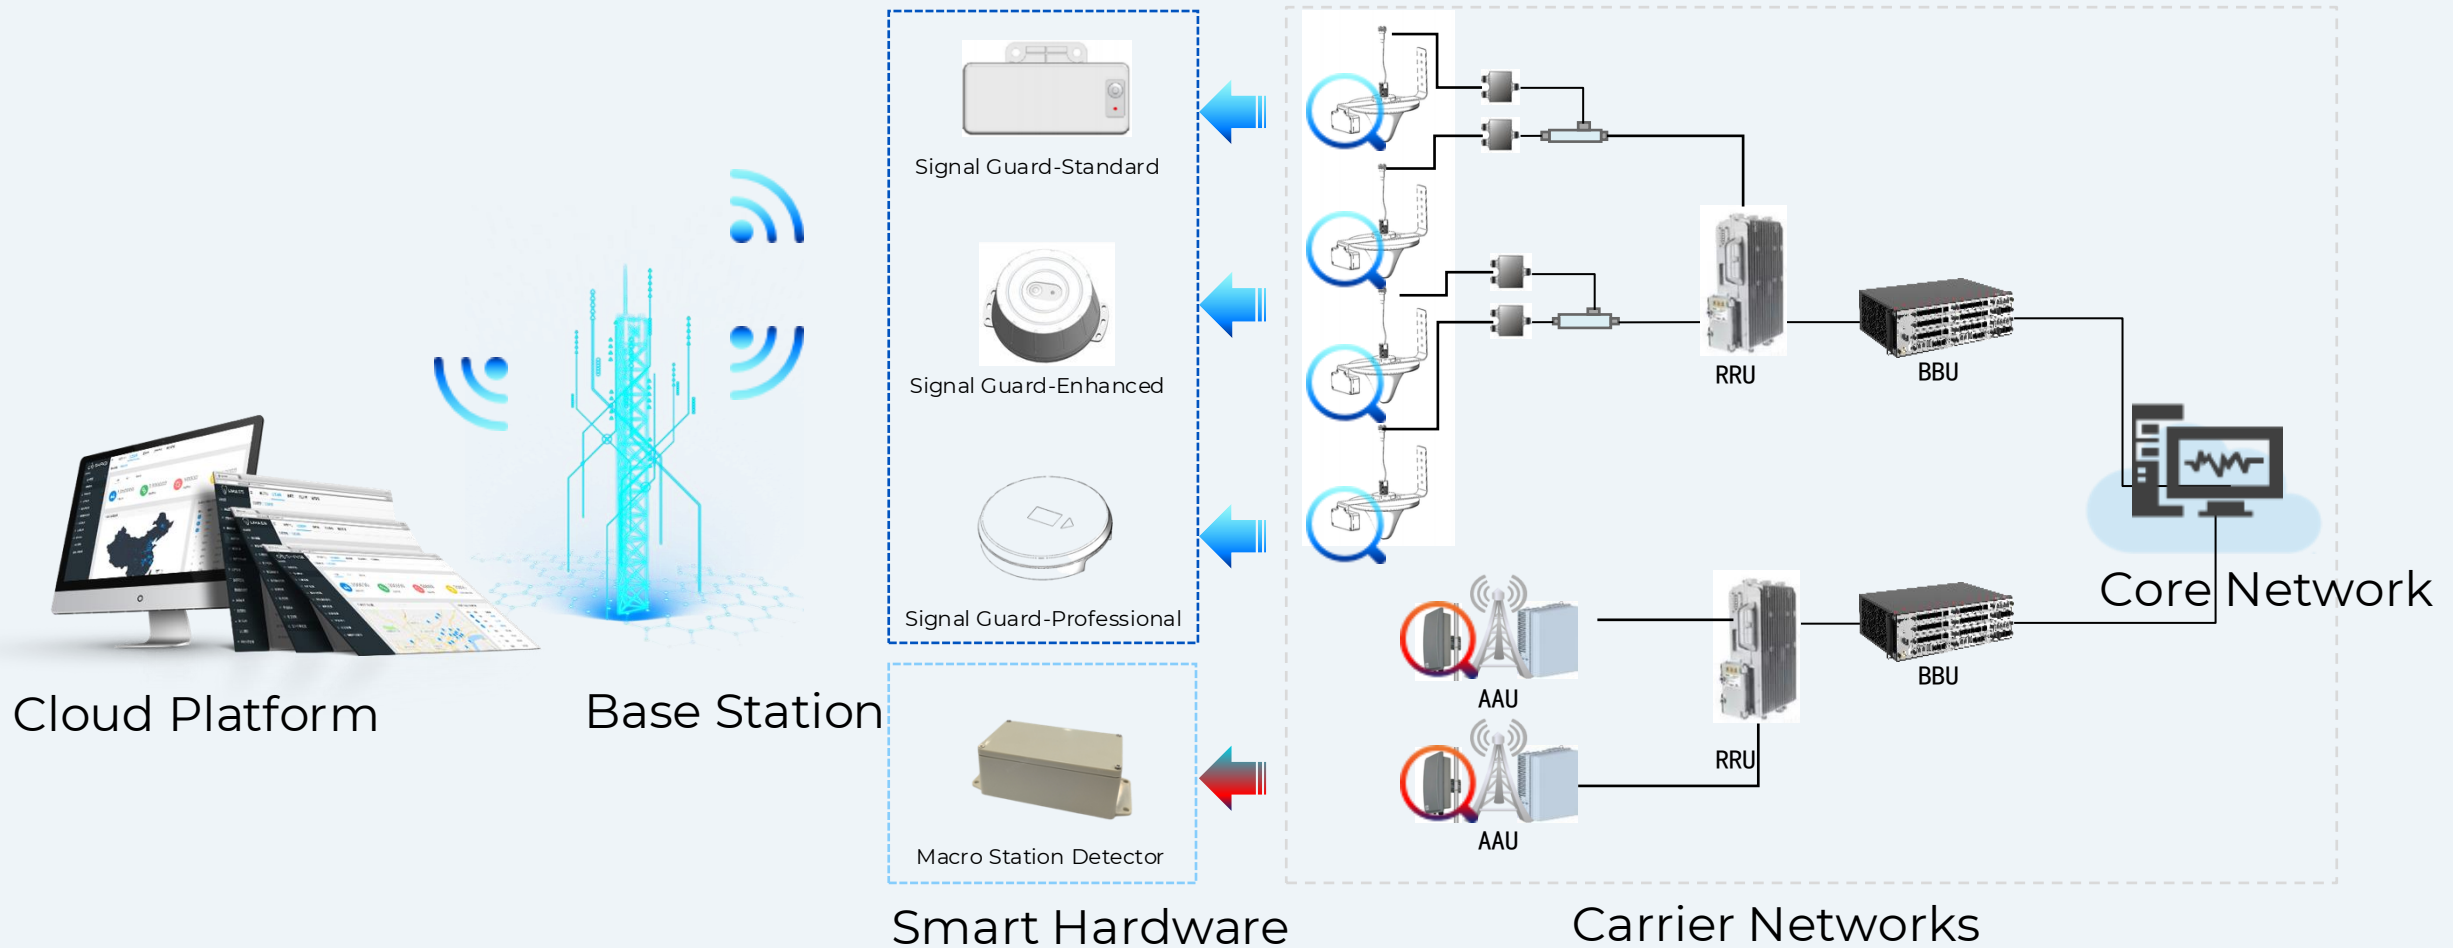 Signal Guard-Standard
Signal Guard-Enhanced
Signal Guard-Professional
Macro Station Detector
RRU
BBU
AAU
RRU
BBU
AAU
Core Network
Cloud Platform
Base Station
Smart Hardware
Carrier Networks